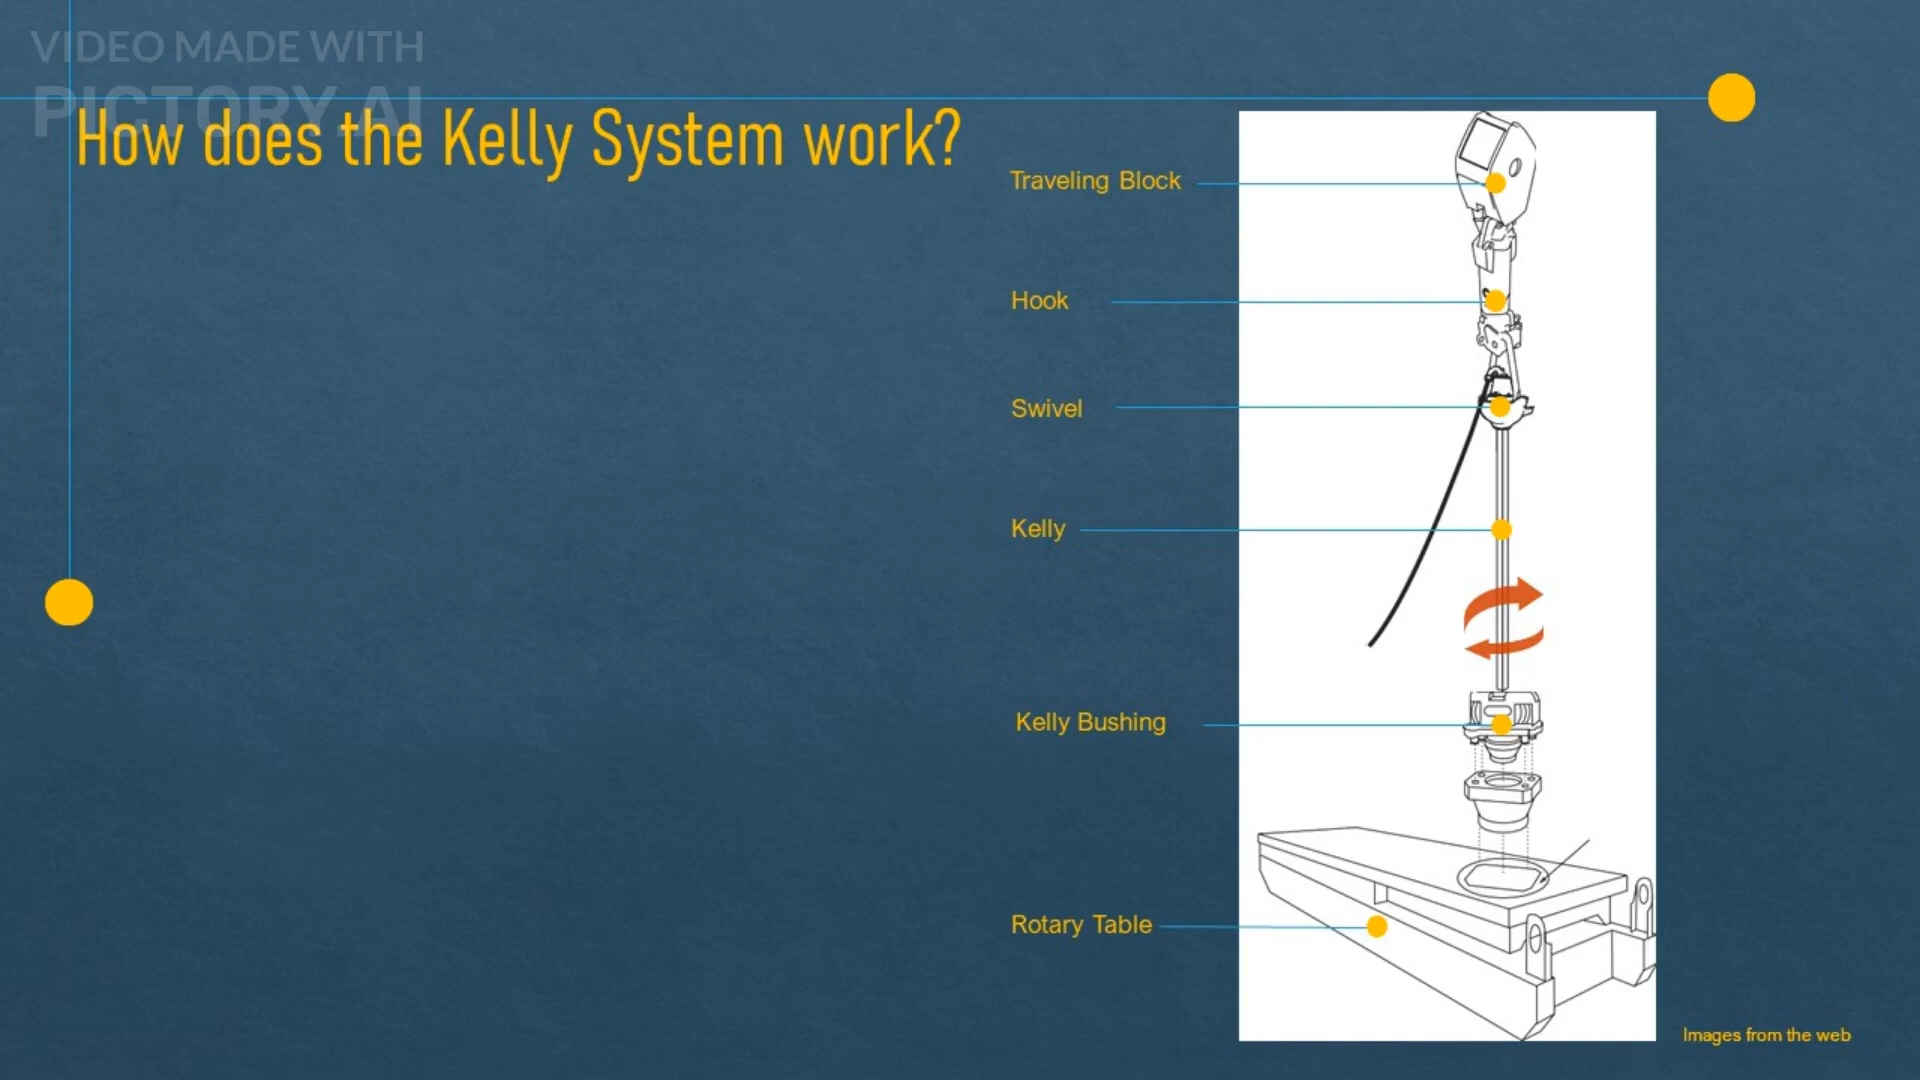 VIDEO MADE WITH
PICTORY.AI
How does the Kelly System work?
Traveling Block
Hook
Swivel
Kelly
Kelly Bushing
Rotary Table
Images from the web